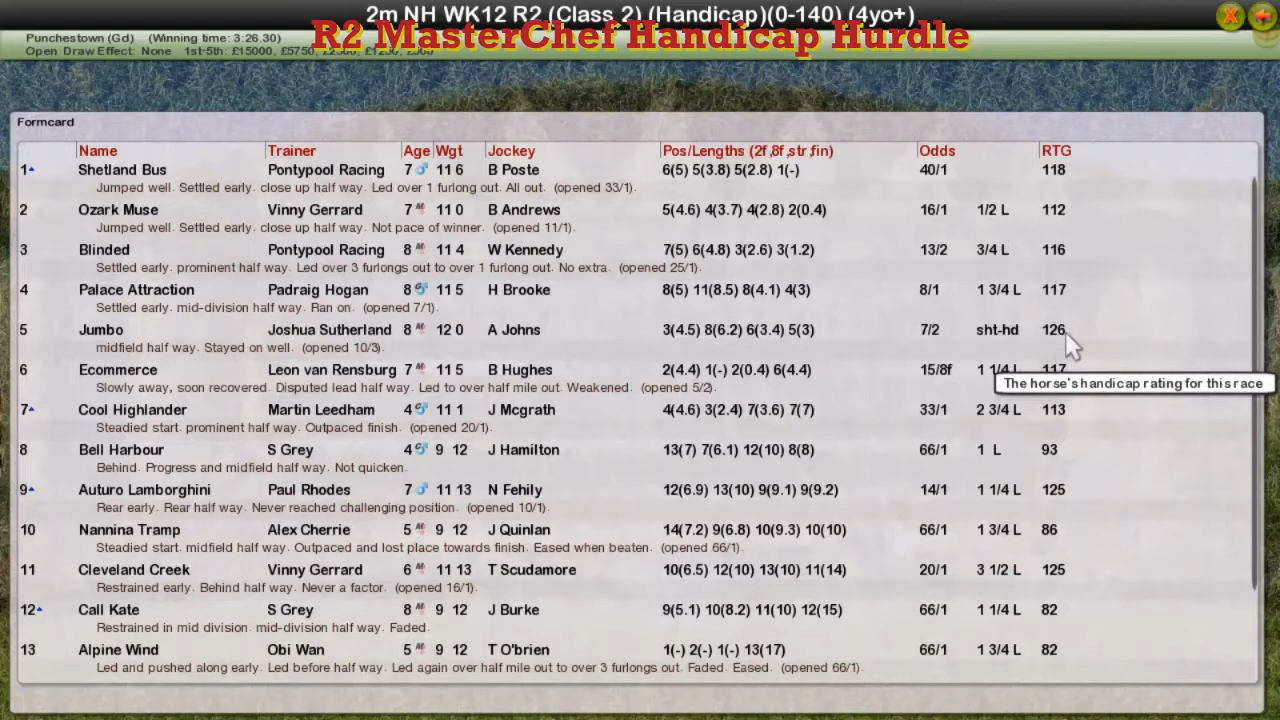 2m NH WK12 R2 (Class 2) (Handicap)(0-140) (4yo+)
R2 MasterChef Handicap Hurdle
Punchestown (Gd) (Winning time: 3:26.30)
Open Draw Effect: None 1st-5th: £15000, £5750,
Formcard
Name Trainer Age Wgt Jockey Pos/Lengths (2f,8f,str,fin) Odds RTG
1 Shetland Bus Pontypool Racing 7 11 6 B Poste 6(5) 5(3.8) 5(2.8) 1(-) 40/1 118
Jumped well. Settled early. close up half way. Led over 1 furlong out. All out. (opened 33/1).
2 Ozark Muse Vinny Gerrard 7 11 0 B Andrews 5(4.6) 4(3.7) 4(2.8) 2(0.4) 16/1 1/2 L 112
Jumped well. Settled early. close up half way. Not pace of winner. (opened 11/1).
3 Blinded Pontypool Racing 8 11 4 W Kennedy 7(5) 6(4.8) 3(2.6) 3(1.2) 13/2 3/4 L 116
Settled early. prominent half way. Led over 3 furlongs out to over 1 furlong out. No extra. (opened 25/1).
4 Palace Attraction Padraig Hogan 8 11 5 H Brooke 8(5) 11(8.5) 8(4.1) 4(3) 8/1 1 3/4 L 117
Settled early. mid-division half way. Ran on. (opened 7/1).
5 Jumbo Joshua Sutherland 8 12 0 A Johns 3(4.5) 8(6.2) 6(3.4) 5(3) 7/2 sht-hd 126
midfield half way. Stayed on well. (opened 10/3).
6 Ecommerce Leon van Rensburg 7 11 5 B Hughes 2(4.4) 1(-) 2(0.4) 6(4.4) 15/8f 1 1/4 L 117
Slowly away, soon recovered. Disputed lead half way. Led to over half mile out. Weakened. (opened 5/2).
The horse's handicap rating for this race
7 Cool Highlander Martin Leedham 4 11 1 J Mcgrath 4(4.6) 3(2.4) 7(3.6) 7(7) 33/1 2 3/4 L 113
Steadied start. prominent half way. Outpaced finish. (opened 20/1).
8 Bell Harbour S Grey 4 9 12 J Hamilton 13(7) 7(6.1) 12(10) 8(8) 66/1 1 L 93
Behind. Progress and midfield half way. Not quicken.
9 Auturo Lamborghini Paul Rhodes 7 11 13 N Fehily 12(6.9) 13(10) 9(9.1) 9(9.2) 14/1 1 1/4 L 125
Rear early. Rear half way. Never reached challenging position. (opened 10/1).
10 Nannina Tramp Alex Cherrie 5 9 12 J Quinlan 14(7.2) 9(6.8) 10(9.3) 10(10) 66/1 1 3/4 L 86
Steadied start. midfield half way. Outpaced and lost place towards finish. Eased when beaten. (opened 66/1).
11 Cleveland Creek Vinny Gerrard 6 11 13 T Scudamore 10(6.5) 12(10) 13(10) 11(14) 20/1 3 1/2 L 125
Restrained early. Behind half way. Never a factor. (opened 16/1).
12 Call Kate S Grey 8 9 12 J Burke 9(5.1) 10(8.2) 11(10) 12(15) 66/1 1 1/4 L 82
Restrained in mid division. mid-division half way. Faded.
13 Alpine Wind Obi Wan 5 9 12 T O'brien 1(-) 2(-) 1(-) 13(17) 66/1 1 3/4 L 82
Led and pushed along early. Led before half way. Led again over half mile out to over 3 furlongs out. Faded. Eased. (opened 66/1).